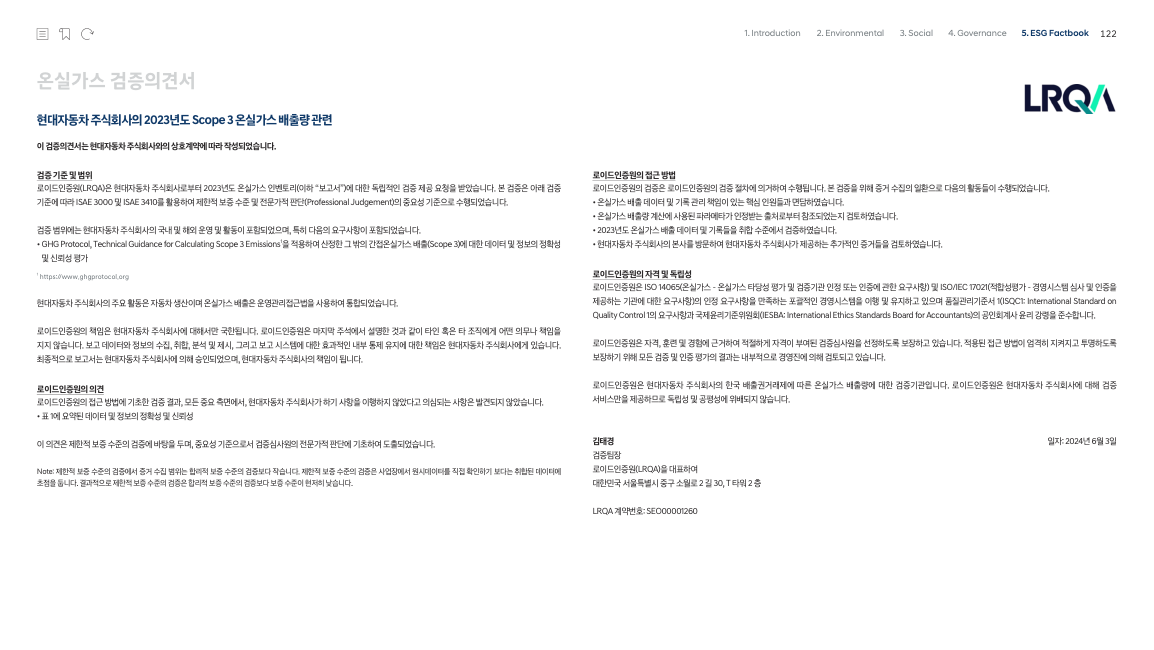 1. Introduction 2. Environmental 3. Social 4. Governance 5. ESG Factbook 122
온실가스 검증의견서
LRQA
현대자동차 주식회사의 2023년도 Scope 3 온실가스 배출량 관련
이 검증의견서는 현대자동차 주식회사와의 상호계약에 따라 작성되었습니다.
검증 기준 및 범위
로이드인증원(LRQA)은 현대자동차 주식회사로부터 2023년도 온실가스 인벤토리(이하 “보고서”)에 대한 독립적인 검증 제공 요청을 받았습니다. 본 검증은 아래 검증
기준에 따라 ISAE 3000 및 ISAE 3410를 활용하여 제한적 보증 수준 및 전문가적 판단(Professional Judgement)의 중요성 기준으로 수행되었습니다.
검증 범위에는 현대자동차 주식회사의 국내 및 해외 운영 및 활동이 포함되었으며, 특히 다음의 요구사항이 포함되었습니다.
• GHG Protocol, Technical Guidance for Calculating Scope 3 Emissions¹을 적용하여 산정한 그 밖의 간접온실가스 배출(Scope 3)에 대한 데이터 및 정보의 정확성
및 신뢰성 평가
¹ https://www.ghgprotocol.org
현대자동차 주식회사의 주요 활동은 자동차 생산이며 온실가스 배출은 운영관리접근법을 사용하여 통합되었습니다.
로이드인증원의 책임은 현대자동차 주식회사에 대해서만 국한됩니다. 로이드인증원은 마지막 주석에서 설명한 것과 같이 타인 혹은 타 조직에게 어떤 의무나 책임을
지지 않습니다. 보고 데이터와 정보의 수집, 취합, 분석 및 제시, 그리고 보고 시스템에 대한 효과적인 내부 통제 유지에 대한 책임은 현대자동차 주식회사에게 있습니다.
최종적으로 보고서는 현대자동차 주식회사에 의해 승인되었으며, 현대자동차 주식회사의 책임이 됩니다.
로이드인증원의 의견
로이드인증원의 접근 방법에 기초한 검증 결과, 모든 중요 측면에서, 현대자동차 주식회사가 하기 사항을 이행하지 않았다고 의심되는 사항은 발견되지 않았습니다.
• 표 1에 요약된 데이터 및 정보의 정확성 및 신뢰성
이 의견은 제한적 보증 수준의 검증에 바탕을 두며, 중요성 기준으로서 검증심사원의 전문가적 판단에 기초하여 도출되었습니다.
Note: 제한적 보증 수준의 검증에서 증거 수집 범위는 합리적 보증 수준의 검증보다 작습니다. 제한적 보증 수준의 검증은 사업장에서 원시데이터를 직접 확인하기 보다는 취합된 데이터에
초점을 둡니다. 결과적으로 제한적 보증 수준의 검증은 합리적 보증 수준의 검증보다 보증 수준이 현저히 낮습니다.
로이드인증원의 접근 방법
로이드인증원의 검증은 로이드인증원의 검증 절차에 의거하여 수행됩니다. 본 검증을 위해 증거 수집의 일환으로 다음의 활동들이 수행되었습니다.
• 온실가스 배출 데이터 및 기록 관리 책임이 있는 핵심 인원들과 면담하였습니다.
• 온실가스 배출량 계산에 사용된 파라메타가 인정받는 출처로부터 참조되었는지 검토하였습니다.
• 2023년도 온실가스 배출 데이터 및 기록들을 취합 수준에서 검증하였습니다.
• 현대자동차 주식회사의 본사를 방문하여 현대자동차 주식회사가 제공하는 추가적인 증거들을 검토하였습니다.
로이드인증원의 자격 및 독립성
로이드인증원은 ISO 14065(온실가스 - 온실가스 타당성 평가 및 검증기관 인정 또는 인증에 관한 요구사항) 및 ISO/IEC 17021(적합성평가 - 경영시스템 심사 및 인증을
제공하는 기관에 대한 요구사항)의 인정 요구사항을 만족하는 포괄적인 경영시스템을 이행 및 유지하고 있으며 품질관리기준서 1(ISQC1: International Standard on
Quality Control 1)의 요구사항과 국제윤리기준위원회(IESBA: International Ethics Standards Board for Accountants)의 공인회계사 윤리 강령을 준수합니다.
로이드인증원은 자격, 훈련 및 경험에 근거하여 적절하게 자격이 부여된 검증심사원을 선정하도록 보장하고 있습니다. 적용된 접근 방법이 엄격히 지켜지고 투명하도록
보장하기 위해 모든 검증 및 인증 평가의 결과는 내부적으로 경영진에 의해 검토되고 있습니다.
로이드인증원은 현대자동차 주식회사의 한국 배출권거래제에 따른 온실가스 배출량에 대한 검증기관입니다. 로이드인증원은 현대자동차 주식회사에 대해 검증
서비스만을 제공하므로 독립성 및 공평성에 위배되지 않습니다.
김태경 일자: 2024년 6월 3일
검증팀장
로이드인증원(LRQA)을 대표하여
대한민국 서울특별시 중구 소월로 2 길 30, T 타워 2 층
LRQA 계약번호: SEO00001260